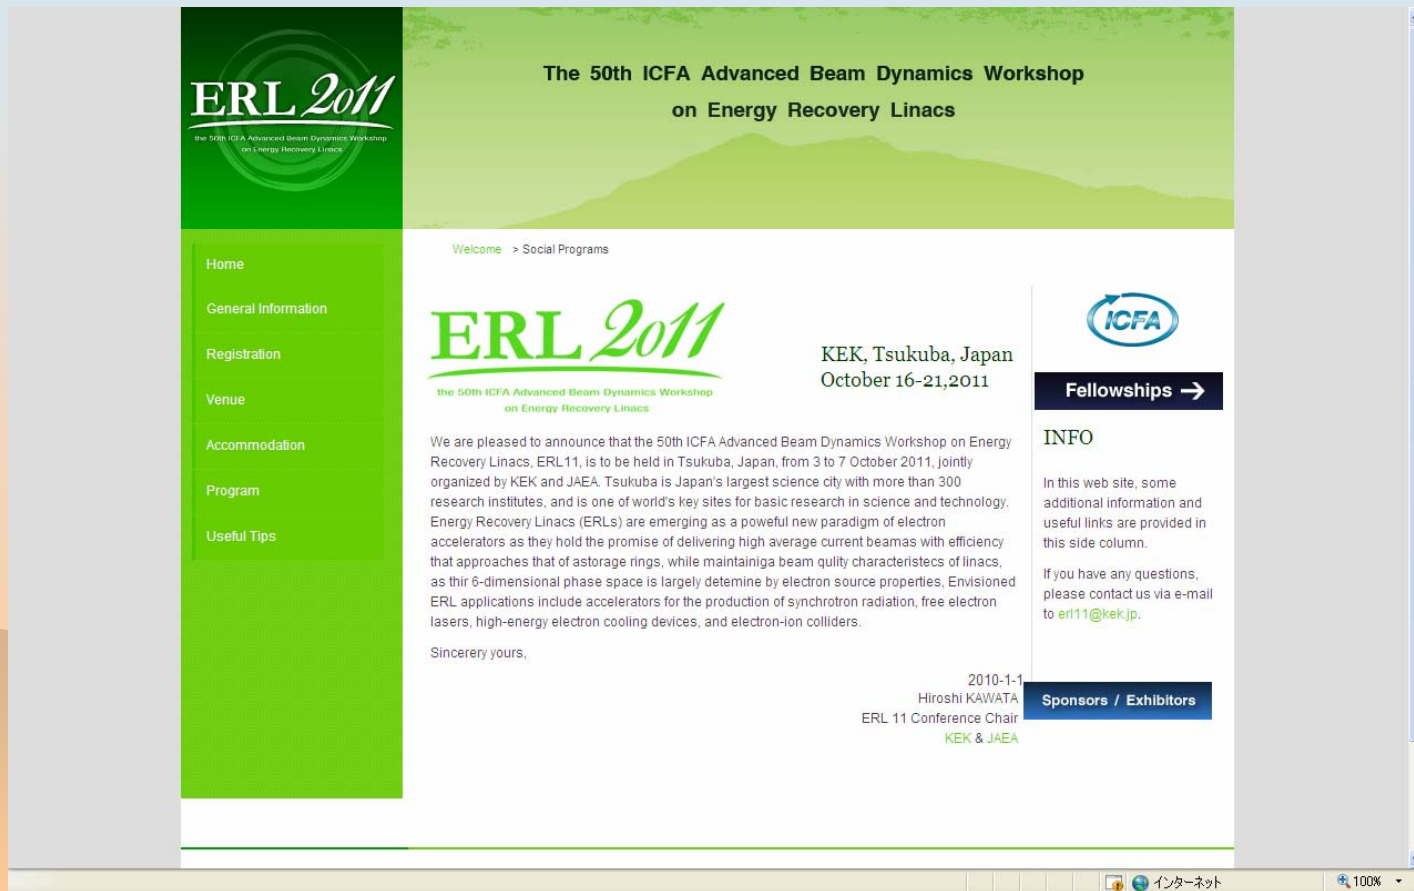 ERL 2011
the 50th ICFA Advanced Beam Dynamics Workshop
on Energy Recovery Linacs
The 50th ICFA Advanced Beam Dynamics Workshop
on Energy Recovery Linacs
Home
General Information
Registration
Venue
Accommodation
Program
Useful Tips
Welcome > Social Programs
ERL 2011
the 50th ICFA Advanced Beam Dynamics Workshop
on Energy Recovery Linacs
KEK, Tsukuba, Japan
October 16-21,2011
We are pleased to announce that the 50th ICFA Advanced Beam Dynamics Workshop on Energy
Recovery Linacs, ERL11, is to be held in Tsukuba, Japan, from 3 to 7 October 2011, jointly
organized by KEK and JAEA. Tsukuba is Japan's largest science city with more than 300
research institutes, and is one of world's key sites for basic research in science and technology.
Energy Recovery Linacs (ERLs) are emerging as a poweful new paradigm of electron
accelerators as they hold the promise of delivering high average current beamas with efficiency
that approaches that of astorage rings, while maintainiga beam qulity characteristecs of linacs,
as thir 6-dimensional phase space is largely detemine by electron source properties, Envisioned
ERL applications include accelerators for the production of synchrotron radiation, free electron
lasers, high-energy electron cooling devices, and electron-ion colliders.
Sincerery yours,
2010-1-1
Hiroshi KAWATA
ERL 11 Conference Chair
KEK & JAEA
ICFA
Fellowships →
INFO
In this web site, some
additional information and
useful links are provided in
this side column.
If you have any questions,
please contact us via e-mail
to erl11@kek.jp.
Sponsors / Exhibitors
インターネット
100%